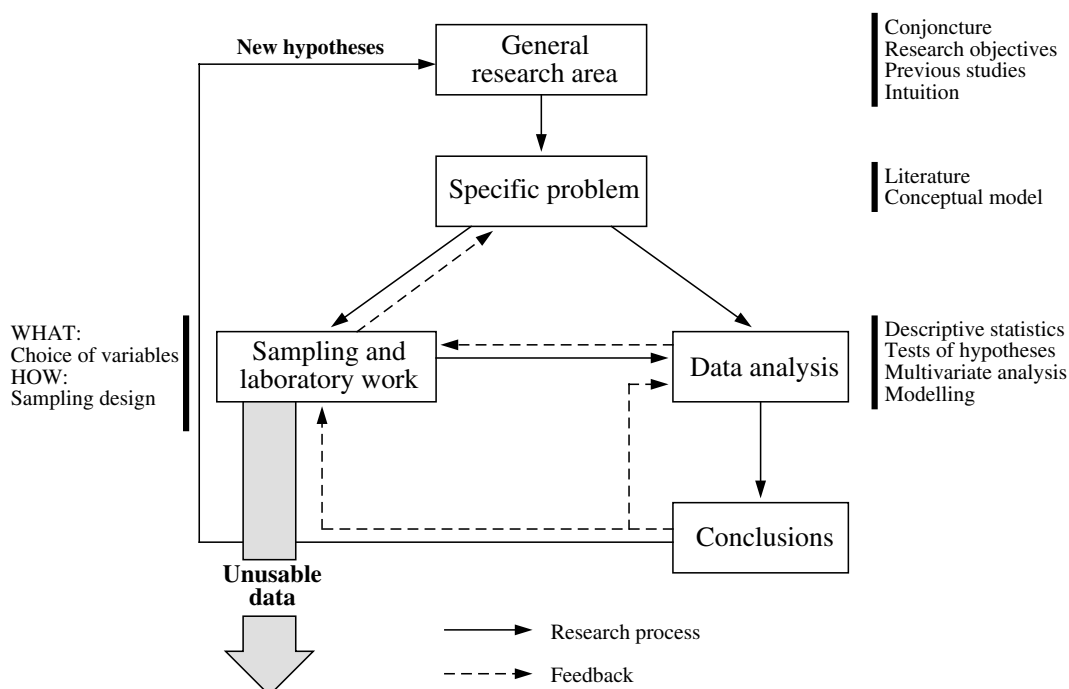 New hypotheses
General
research area
Conjoncture
Research objectives
Previous studies
Intuition
Specific problem
Literature
Conceptual model
WHAT:
Choice of variables
HOW:
Sampling design
Sampling and
laboratory work
Data analysis
Descriptive statistics
Tests of hypotheses
Multivariate analysis
Modelling
Conclusions
Unusable
data
Research process
Feedback